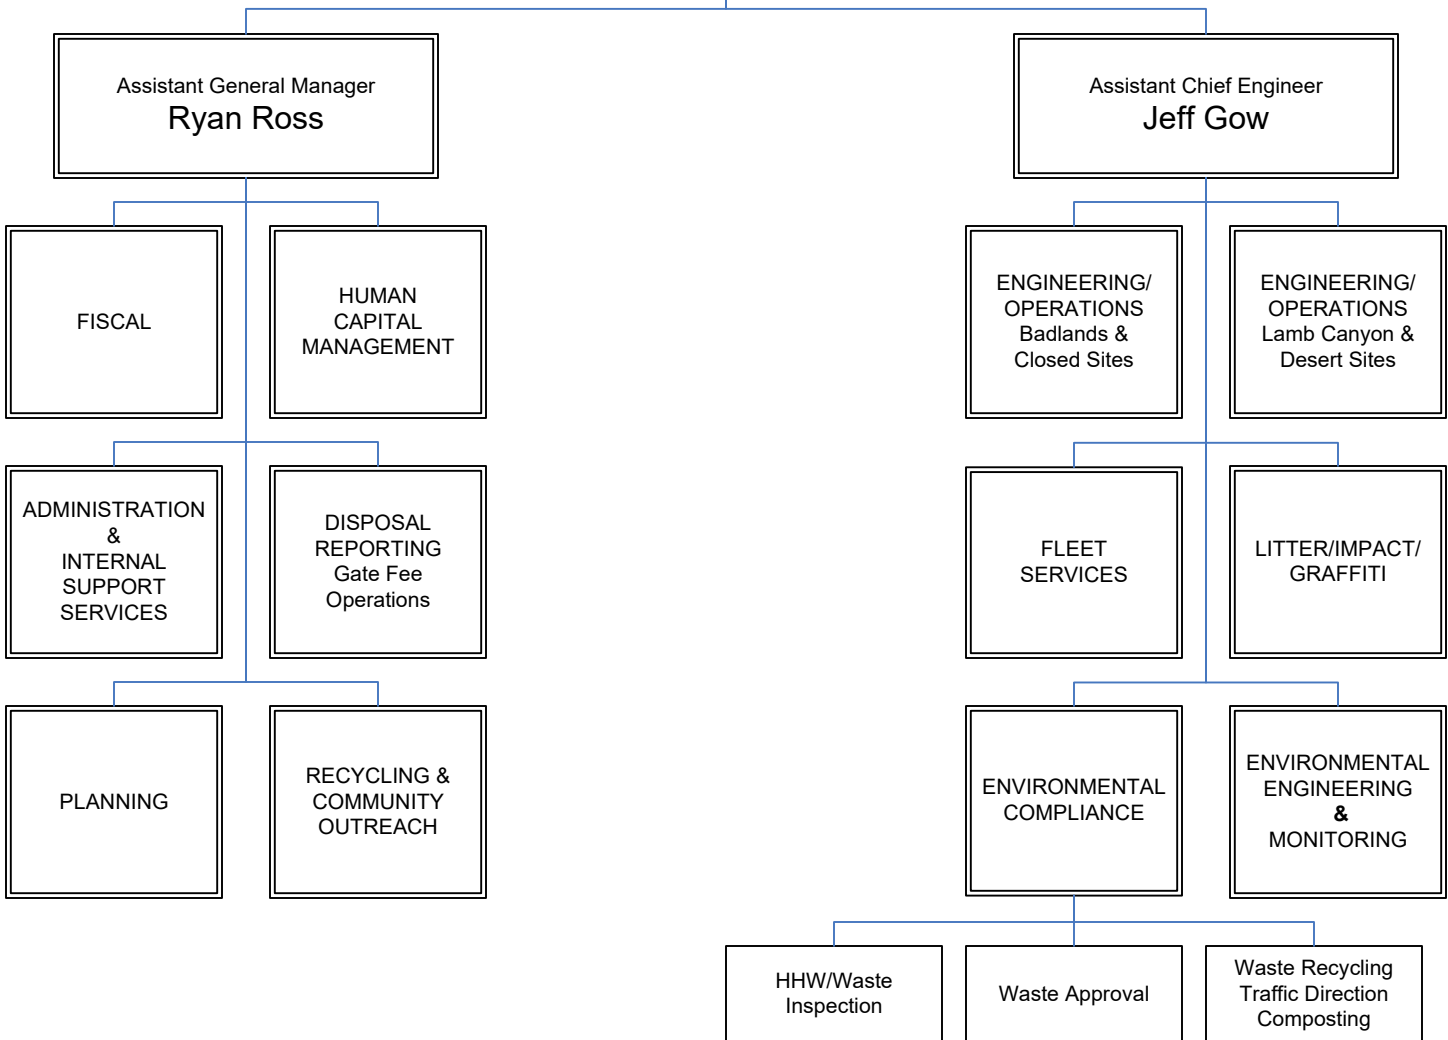 Assistant General Manager
Ryan Ross
Assistant Chief Engineer
Jeff Gow
FISCAL
HUMAN
CAPITAL
MANAGEMENT
ENGINEERING/
OPERATIONS
Badlands &
Closed Sites
ENGINEERING/
OPERATIONS
Lamb Canyon &
Desert Sites
ADMINISTRATION
&
INTERNAL
SUPPORT
SERVICES
DISPOSAL
REPORTING
Gate Fee
Operations
FLEET
SERVICES
LITTER/IMPACT/
GRAFFITI
PLANNING
RECYCLING &
COMMUNITY
OUTREACH
ENVIRONMENTAL
COMPLIANCE
ENVIRONMENTAL
ENGINEERING
&
MONITORING
HHW/Waste
Inspection
Waste Approval
Waste Recycling
Traffic Direction
Composting